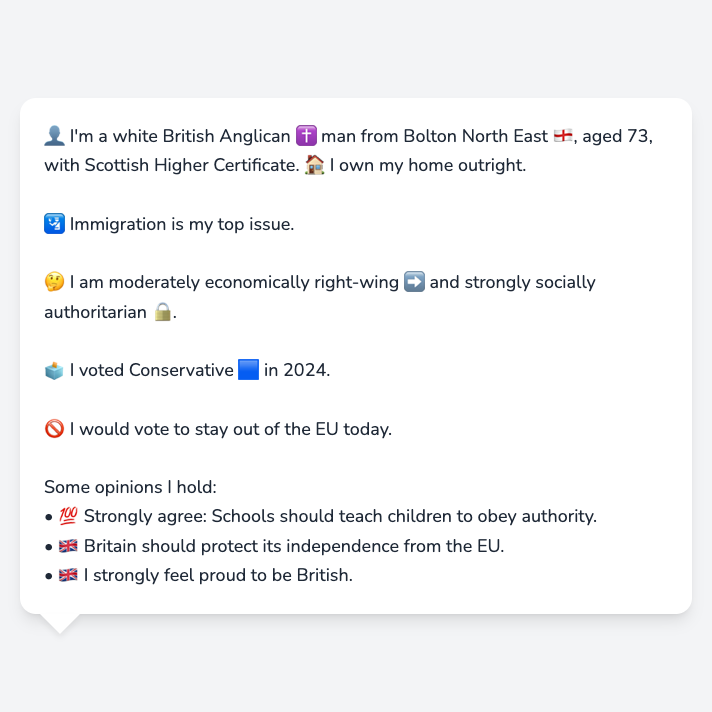 👤 I'm a white British Anglican ✝️ man from Bolton North East 🏴󠁧󠁢󠁥󠁮󠁧󠁿, aged 73,
with Scottish Higher Certificate. 🏠 I own my home outright.
🛂 Immigration is my top issue.
🤔 I am moderately economically right-wing ➡️ and strongly socially
authoritarian 🔒.
🗳️ I voted Conservative 🟦 in 2024.
🚫 I would vote to stay out of the EU today.
Some opinions I hold:
• 💯 Strongly agree: Schools should teach children to obey authority.
• 🇬🇧 Britain should protect its independence from the EU.
• 🇬🇧 I strongly feel proud to be British.